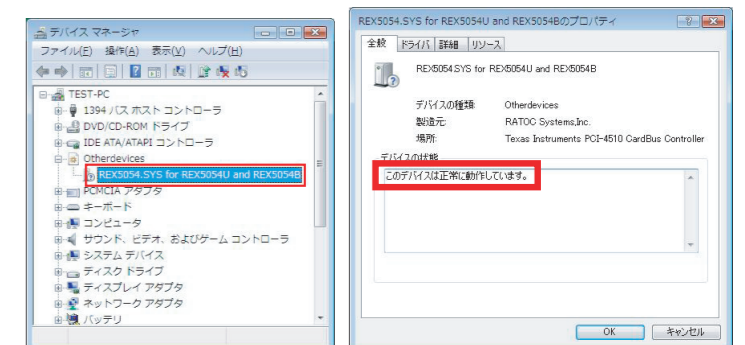 デバイス マネージャ
ファイル(F) 操作(A) 表示(V) ヘルプ(H)
TEST-PC
1394 バス ホスト コントローラ
DVD/CD-ROM ドライブ
IDE ATA/ATAPI コントローラ
Otherdevices
REX5054.SYS for REX5054U and REX5054B
PCMCIA アダプタ
キーボード
コンピュータ
サウンド、ビデオ、およびゲーム コントローラ
システム デバイス
ディスク ドライブ
ディスプレイ アダプタ
ネットワーク アダプタ
バッテリ
REX5054.SYS for REX5054U and REX5054Bのプロパティ
全般 ドライバ 詳細 リソース
REX5054.SYS for REX5054U and REX5054B
デバイスの種類: Otherdevices
製造元: RATOC Systems,Inc.
場所: Texas Instruments PCI-4510 CardBus Controller
デバイスの状態
このデバイスは正常に動作しています。
OK キャンセル